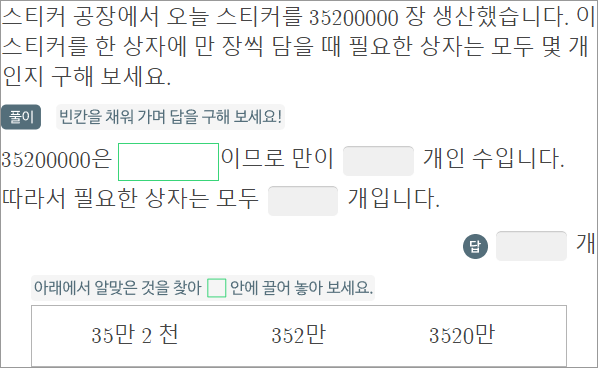 스티커 공장에서 오늘 스티커를 35200000 장 생산했습니다. 이
스티커를 한 상자에 만 장씩 담을 때 필요한 상자는 모두 몇 개
인지 구해 보세요.
풀이 빈칸을 채워 가며 답을 구해 보세요!
35200000은 이므로 만이 개인 수입니다.
따라서 필요한 상자는 모두 개입니다.
답 개
아래에서 알맞은 것을 찾아 안에 끌어 놓아 보세요.
35만 2 천 352만 3520만